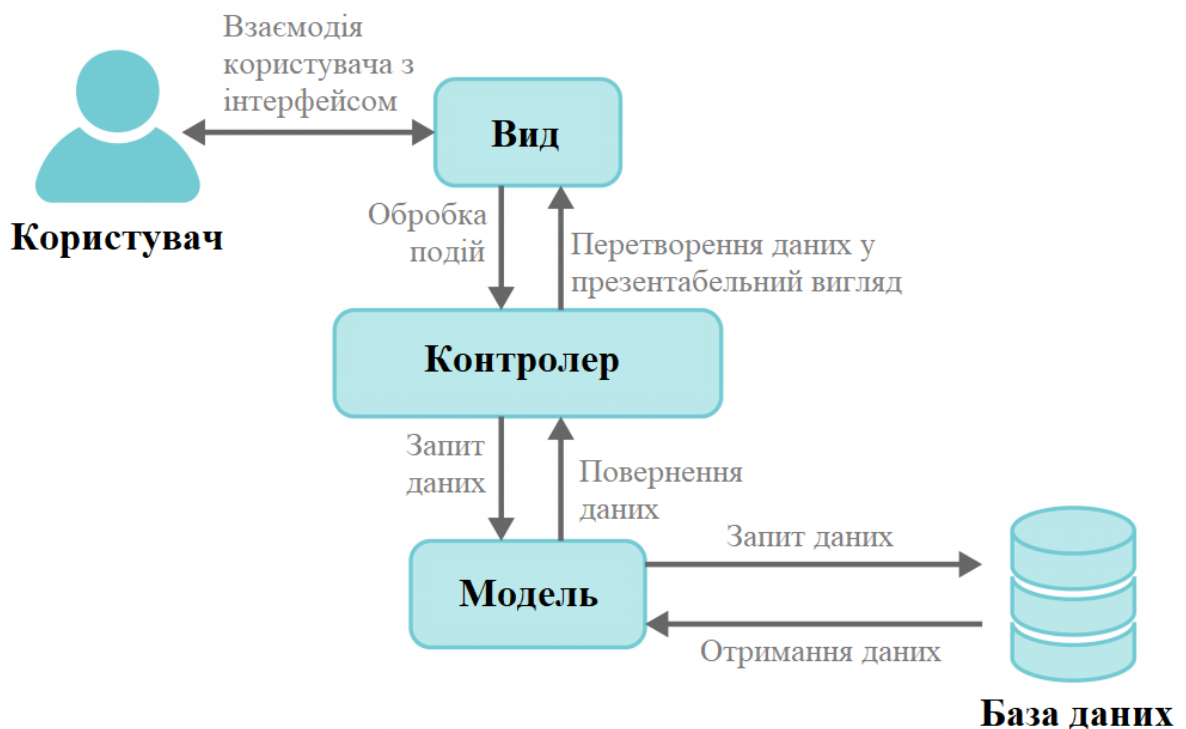 Взаємодія
користувача з
інтерфейсом
Вид
Користувач
Обробка
подій
Перетворення даних у
презентабельний вигляд
Контролер
Запит
даних
Повернення
даних
Запит даних
Модель
Отримання даних
База даних